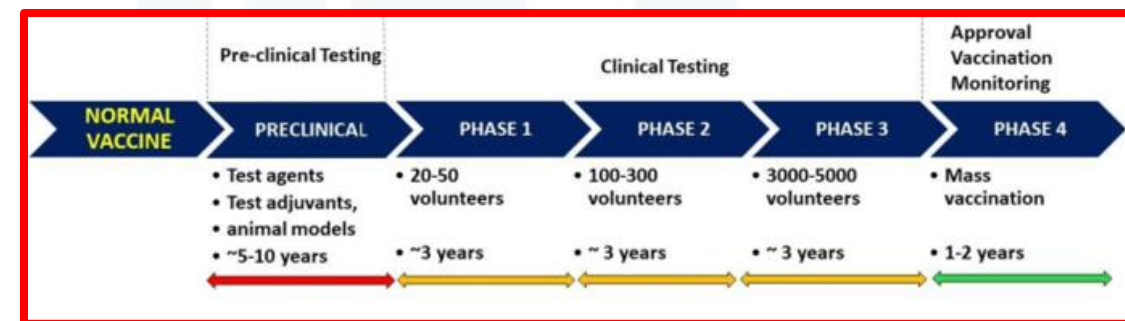 Pre-clinical Testing
Clinical Testing
Approval
Vaccination
Monitoring
NORMAL
VACCINE
PRECLINICAL
PHASE 1
PHASE 2
PHASE 3
PHASE 4
• Test agents
• Test adjuvants,
• animal models
• ~5-10 years
• 20-50
volunteers
• ~3 years
• 100-300
volunteers
• ~ 3 years
• 3000-5000
volunteers
• ~ 3 years
• Mass
vaccination
• 1-2 years